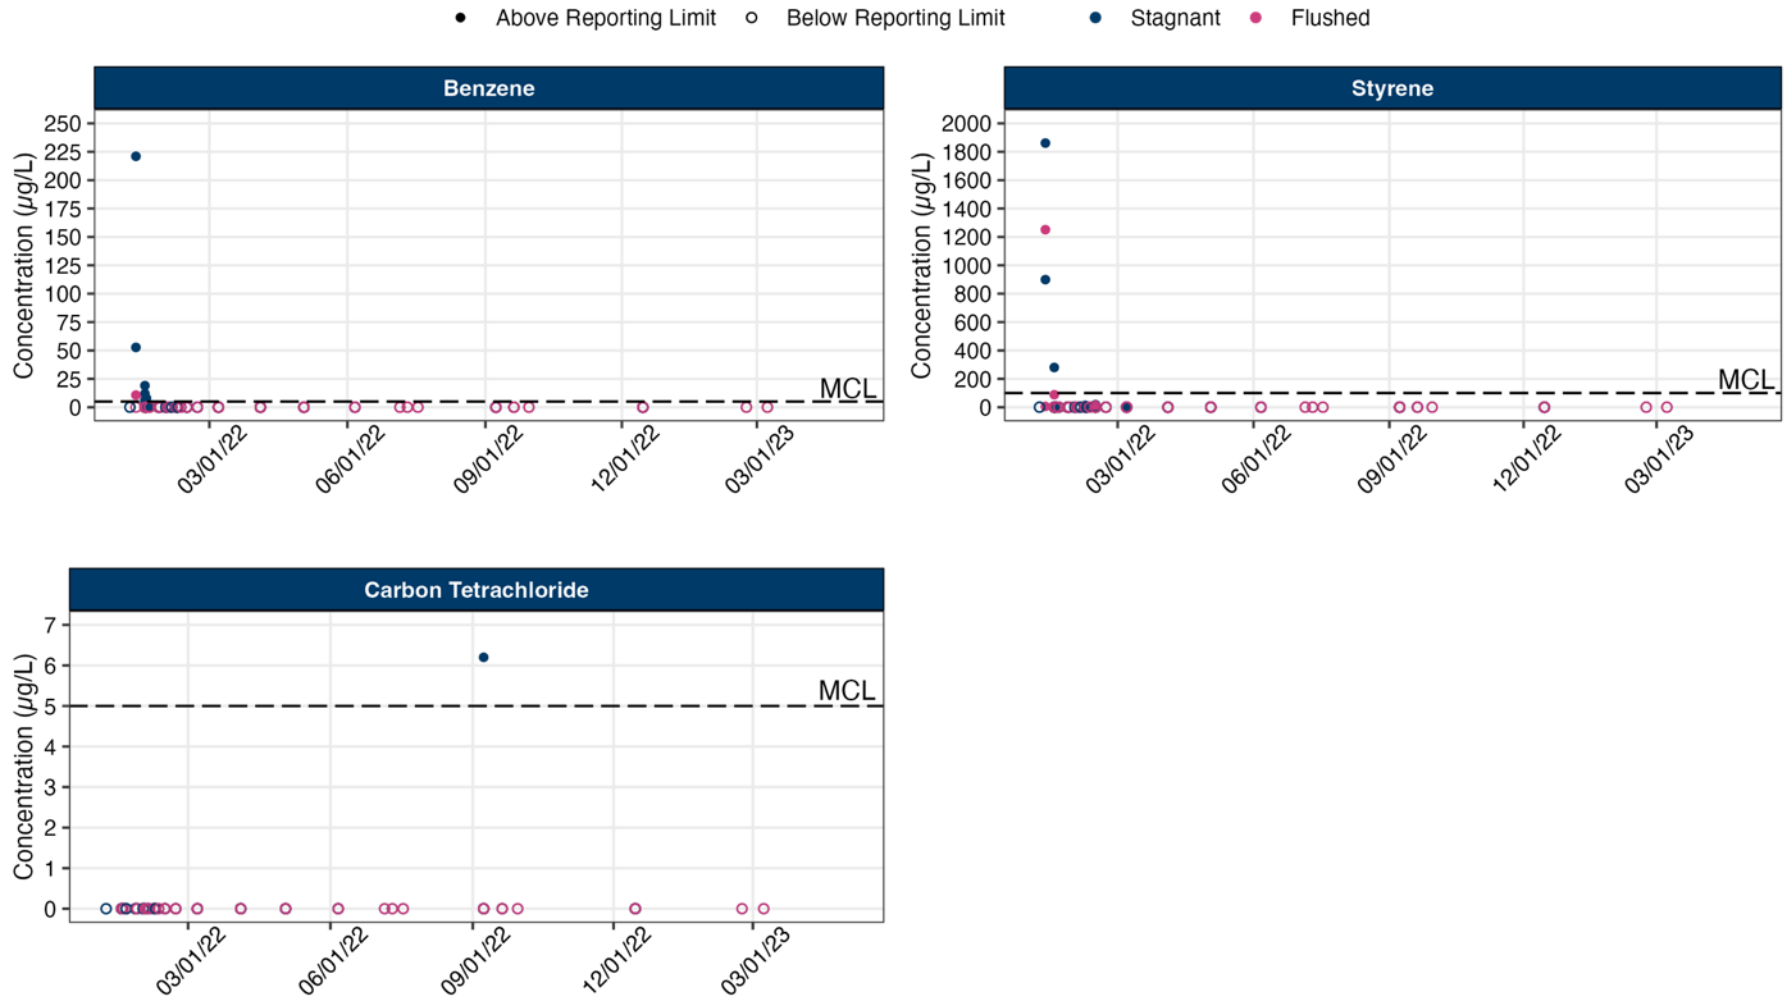 Above Reporting Limit Below Reporting Limit Stagnant Flushed
Benzene
Concentration (µg/L)
250
225
200
175
150
125
100
75
50
25
0
MCL
03/01/22 06/01/22 09/01/22 12/01/22 03/01/23
Styrene
Concentration (µg/L)
2000
1800
1600
1400
1200
1000
800
600
400
200
0
MCL
03/01/22 06/01/22 09/01/22 12/01/22 03/01/23
Carbon Tetrachloride
Concentration (µg/L)
7
6
5
4
3
2
1
0
MCL
03/01/22 06/01/22 09/01/22 12/01/22 03/01/23